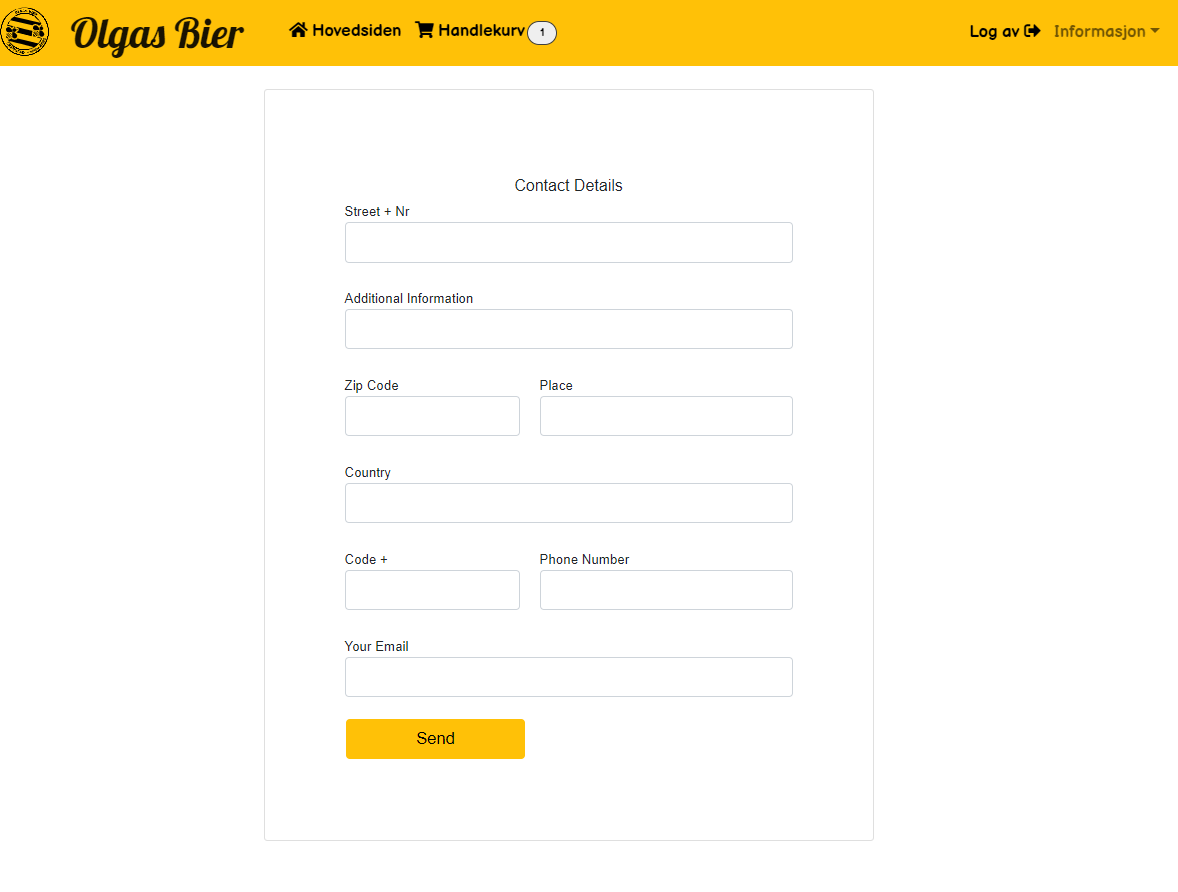 Olgas Bier Hovedsiden Handlekurv 1 Log av Informasjon
Contact Details
Street + Nr
Additional Information
Zip Code Place
Country
Code + Phone Number
Your Email
Send